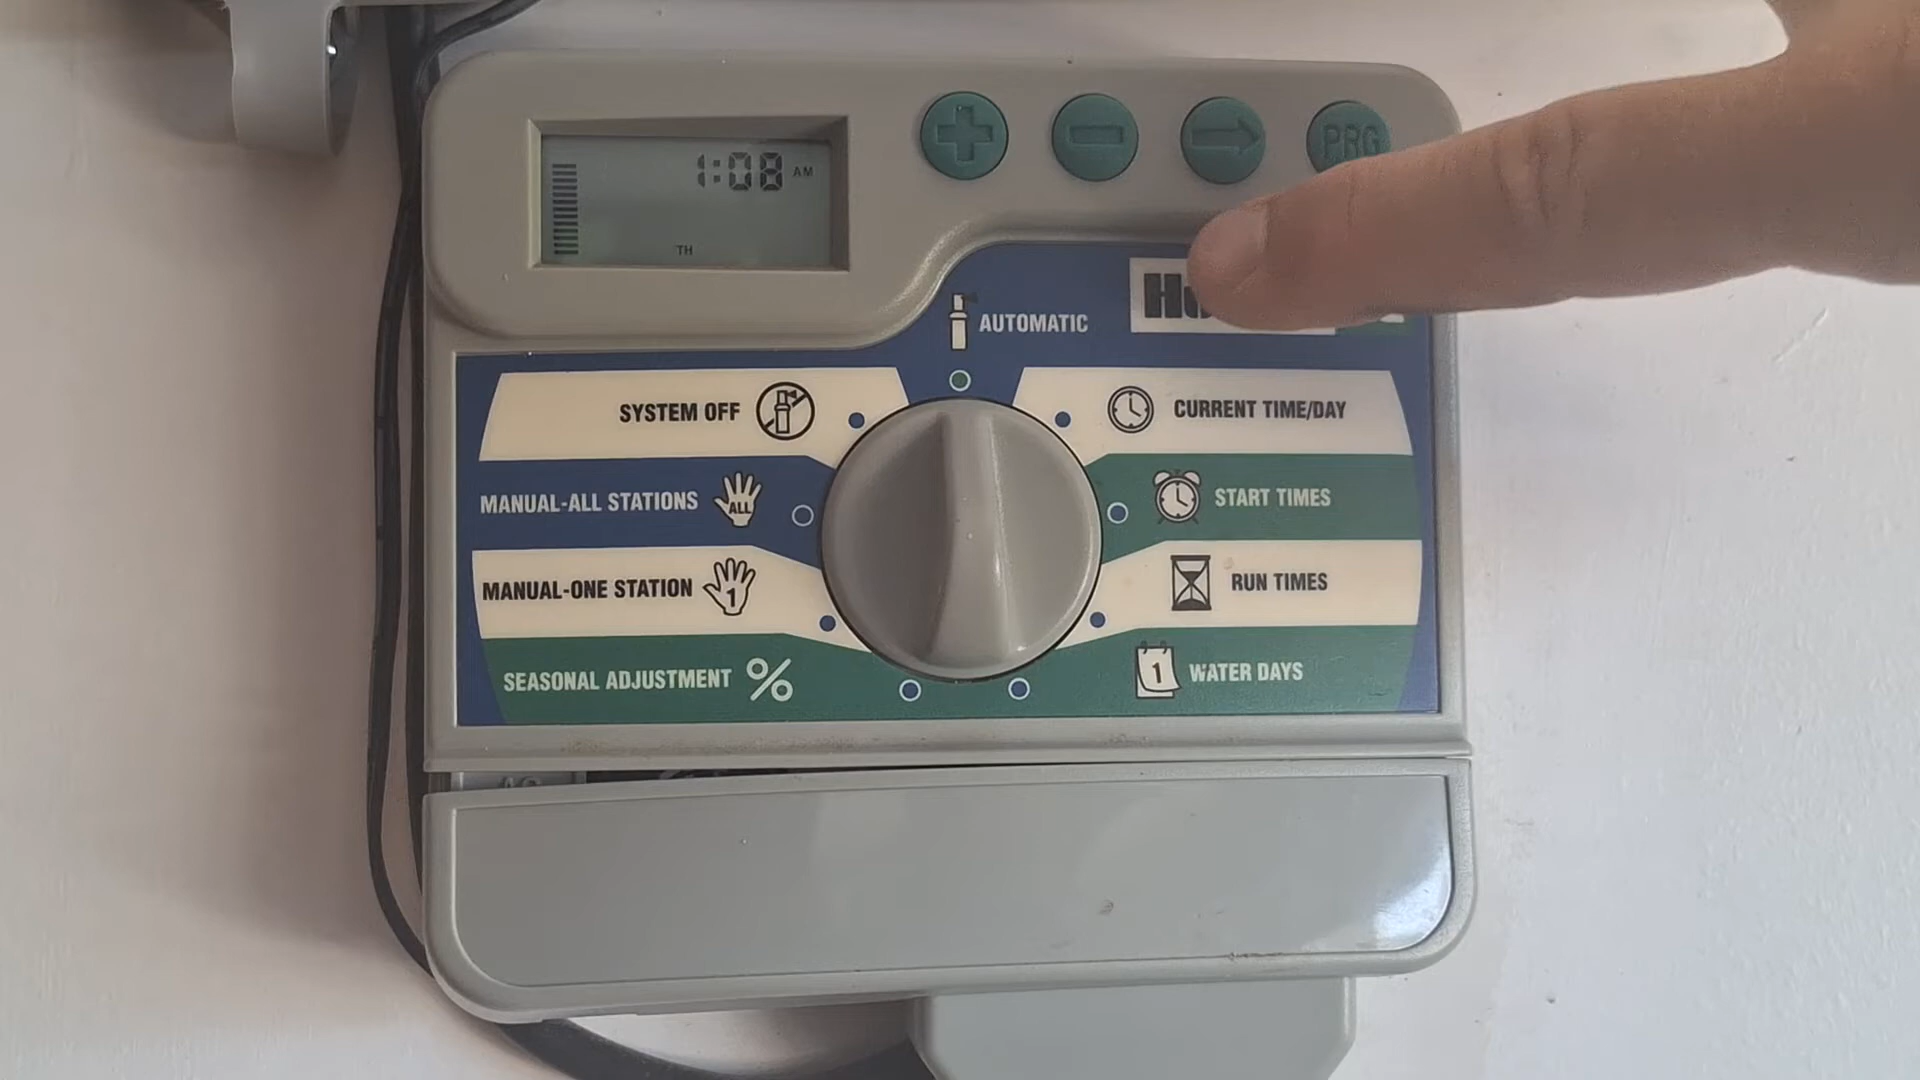 1:08 AM
TH
PRG
AUTOMATIC
SYSTEM OFF
CURRENT TIME/DAY
MANUAL-ALL STATIONS
ALL
START TIMES
MANUAL-ONE STATION
1
RUN TIMES
SEASONAL ADJUSTMENT %
1
WATER DAYS